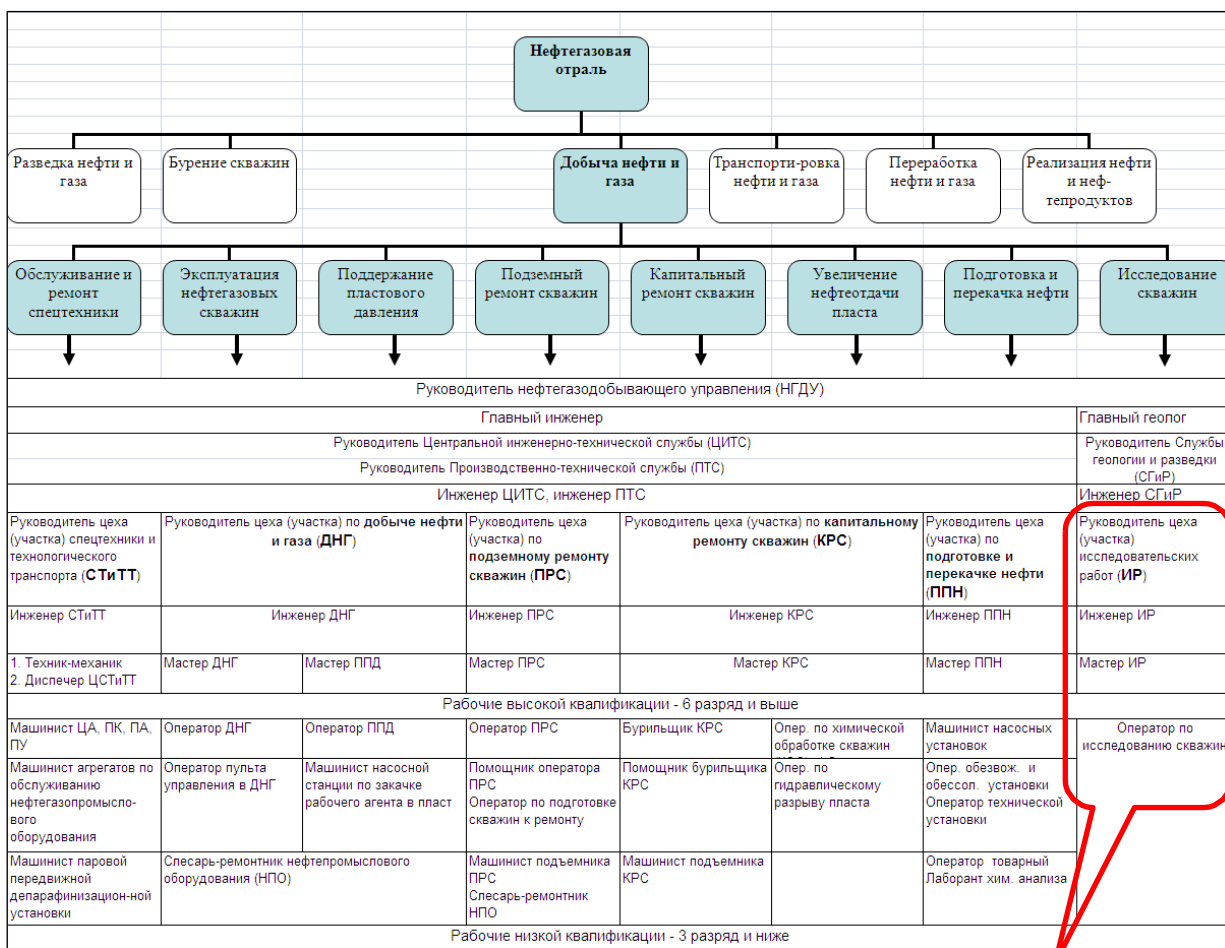 Нефтегазовая
отраль
Разведка нефти и
газа
Бурение скважин
Добыча нефти и
газа
Транспорти-ровка
нефти и газа
Переработка
нефти и газа
Реализация нефти
и неф-
тепродуктов
Обслуживание и
ремонт
спецтехники
Эксплуатация
нефтегазовых
скважин
Поддержание
пластового
давления
Подземный
ремонт скважин
Капитальный
ремонт скважин
Увеличение
нефтеотдачи
пласта
Подготовка и
перекачка нефти
Исследование
скважин
Руководитель нефтегазодобывающего управления (НГДУ)
Главный инженер
Главный геолог
Руководитель Центральной инженерно-технической службы (ЦИТС)
Руководитель Производственно-технической службы (ПТС)
Руководитель Службы
геологии и разведки
(СГиР)
Инженер ЦИТС, инженер ПТС
Инженер СГиР
Руководитель цеха
(участка) спецтехники и
технологического
транспорта (СТиТТ)
Руководитель цеха (участка) по добыче нефти
и газа (ДНГ)
Руководитель цеха
(участка) по
подземному ремонту
скважин (ПРС)
Руководитель цеха (участка) по капитальному
ремонту скважин (КРС)
Руководитель цеха
(участка) по
подготовке и
перекачке нефти
(ППН)
Руководитель цеха
(участка)
исследовательских
работ (ИР)
Инженер СТиТТ
Инженер ДНГ
Инженер ПРС
Инженер КРС
Инженер ППН
Инженер ИР
1. Техник-механик
2. Диспечер ЦСТиТТ
Мастер ДНГ
Мастер ППД
Мастер ПРС
Мастер КРС
Мастер ППН
Мастер ИР
Рабочие высокой квалификации - 6 разряд и выше
Машинист ЦА, ПК, ПА,
ПУ
Оператор ДНГ
Оператор ППД
Оператор ПРС
Бурильщик КРС
Опер. по химической
обработке скважин
Машинист насосных
установок
Оператор по
исследованию скважин
Машинист агрегатов по
обслуживанию
нефтегазопромысло-
вого
оборудования
Оператор пульта
управления в ДНГ
Машинист насосной
станции по закачке
рабочего агента в пласт
Помощник оператора
ПРС
Оператор по подготовке
скважин к ремонту
Помощник бурильщика
КРС
Опер. по
гидравлическому
разрыву пласта
Опер. обезвож. и
обессол. установки
Оператор технической
установки
Машинист паровой
передвижной
депарафинизацион-ной
установки
Слесарь-ремонтник нефтепромыслового
оборудования (НПО)
Машинист подъемника
ПРС
Слесарь-ремонтник
НПО
Машинист подъемника
КРС
Оператор товарный
Лаборант хим. анализа
Рабочие низкой квалификации - 3 разряд и ниже